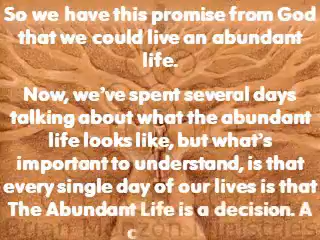 So we have this promise from God
that we could live an abundant
life.
Now, we've spent several days
talking about what the abundant
life looks like, but what's
important to understand, is that
every single day of our lives is that
The Abundant Life is a decision. A
Brian Ministries
c